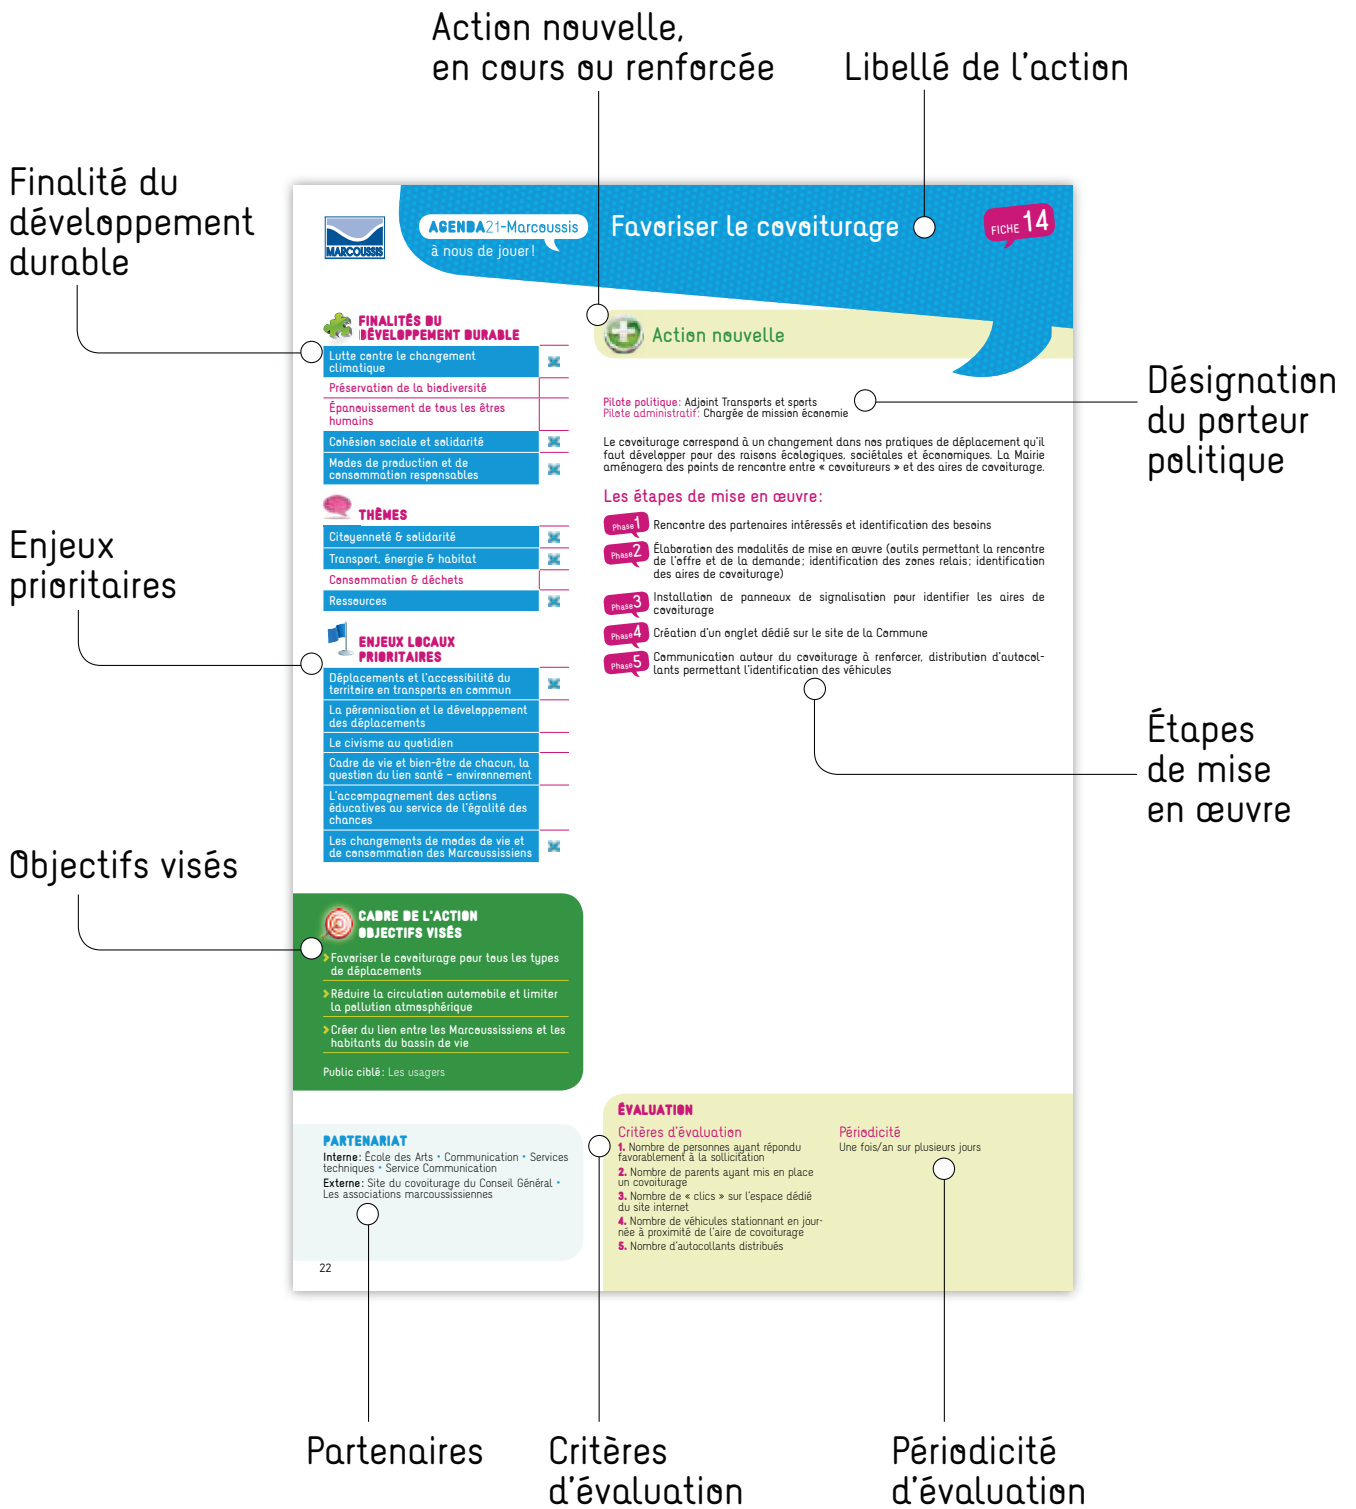 Action nouvelle,
en cours ou renforcée
Libellé de l'action
Finalité du
développement
durable
MARCOUSSIS
AGENDA21-Marcoussis
à nous de jouer!
Favoriser le covoiturage
FICHE 14
FINALITÉS DU
DÉVELOPPEMENT DURABLE
Lutte contre le changement
climatique
Préservation de la biodiversité
Épanouissement de tous les êtres
humains
Cohésion sociale et solidarité
Modes de production et de
consommation responsables
THÈMES
Citoyenneté & solidarité
Transport, énergie & habitat
Consommation & déchets
Ressources
Enjeux
prioritaires
ENJEUX LOCAUX
PRIORITAIRES
Déplacements et l'accessibilité du
territoire en transports en commun
La pérennisation et le développement
des déplacements
Le civisme au quotidien
Cadre de vie et bien-être de chacun, la
question du lien santé – environnement
L'accompagnement des actions
éducatives au service de l'égalité des
chances
Les changements de modes de vie et
de consommation des Marcoussissiens
Objectifs visés
CADRE DE L'ACTION
OBJECTIFS VISÉS
Favoriser le covoiturage pour tous les types
de déplacements
Réduire la circulation automobile et limiter
la pollution atmosphérique
Créer du lien entre les Marcoussissiens et les
habitants du bassin de vie
Public ciblé: Les usagers
PARTENARIAT
Interne: École des Arts • Communication • Services
techniques • Service Communication
Externe: Site du covoiturage du Conseil Général •
Les associations marcoussissiennes
22
Action nouvelle
Pilote politique: Adjoint Transports et sports
Pilote administratif: Chargée de mission économie
Désignation
du porteur
politique
Le covoiturage correspond à un changement dans nos pratiques de déplacement qu'il
faut développer pour des raisons écologiques, sociétales et économiques. La Mairie
aménagera des points de rencontre entre « covoitureurs » et des aires de covoiturage.
Les étapes de mise en œuvre:
Phase 1 Rencontre des partenaires intéressés et identification des besoins
Phase 2 Élaboration des modalités de mise en œuvre (outils permettant la rencontre
de l'offre et de la demande; identification des zones relais; identification
des aires de covoiturage)
Phase 3 Installation de panneaux de signalisation pour identifier les aires de
covoiturage
Phase 4 Création d'un onglet dédié sur le site de la Commune
Phase 5 Communication autour du covoiturage à renforcer, distribution d'autocol-
lants permettant l'identification des véhicules
Étapes
de mise
en œuvre
ÉVALUATION
Critères d'évaluation
1. Nombre de personnes ayant répondu
favorablement à la sollicitation
2. Nombre de parents ayant mis en place
un covoiturage
3. Nombre de « clics » sur l'espace dédié
du site internet
4. Nombre de véhicules stationnant en jour-
née à proximité de l'aire de covoiturage
5. Nombre d'autocollants distribués
Périodicité
Une fois/an sur plusieurs jours
Partenaires
Critères
d'évaluation
Périodicité
d'évaluation